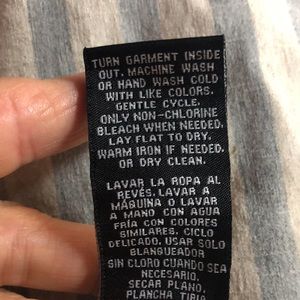 TURN GARMENT INSIDE
OUT. MACHINE WASH
OR HAND WASH COLD
WITH LIKE COLORS.
GENTLE CYCLE.
ONLY NON-CHLORINE
BLEACH WHEN NEEDED.
LAY FLAT TO DRY.
WARM IRON IF NEEDED.
OR DRY CLEAN.
LAVAR LA ROPA AL
REVÉS. LAVAR A
MÁQUINA O LAVAR
A MANO CON AGUA
FRÍA CON COLORES
SIMILARES. CICLO
DELICADO. USAR SOLO
BLANQUEADOR
SIN CLORO CUANDO SEA
NECESARIO.
SECAR PLANO.
PLANCHA TIBIA